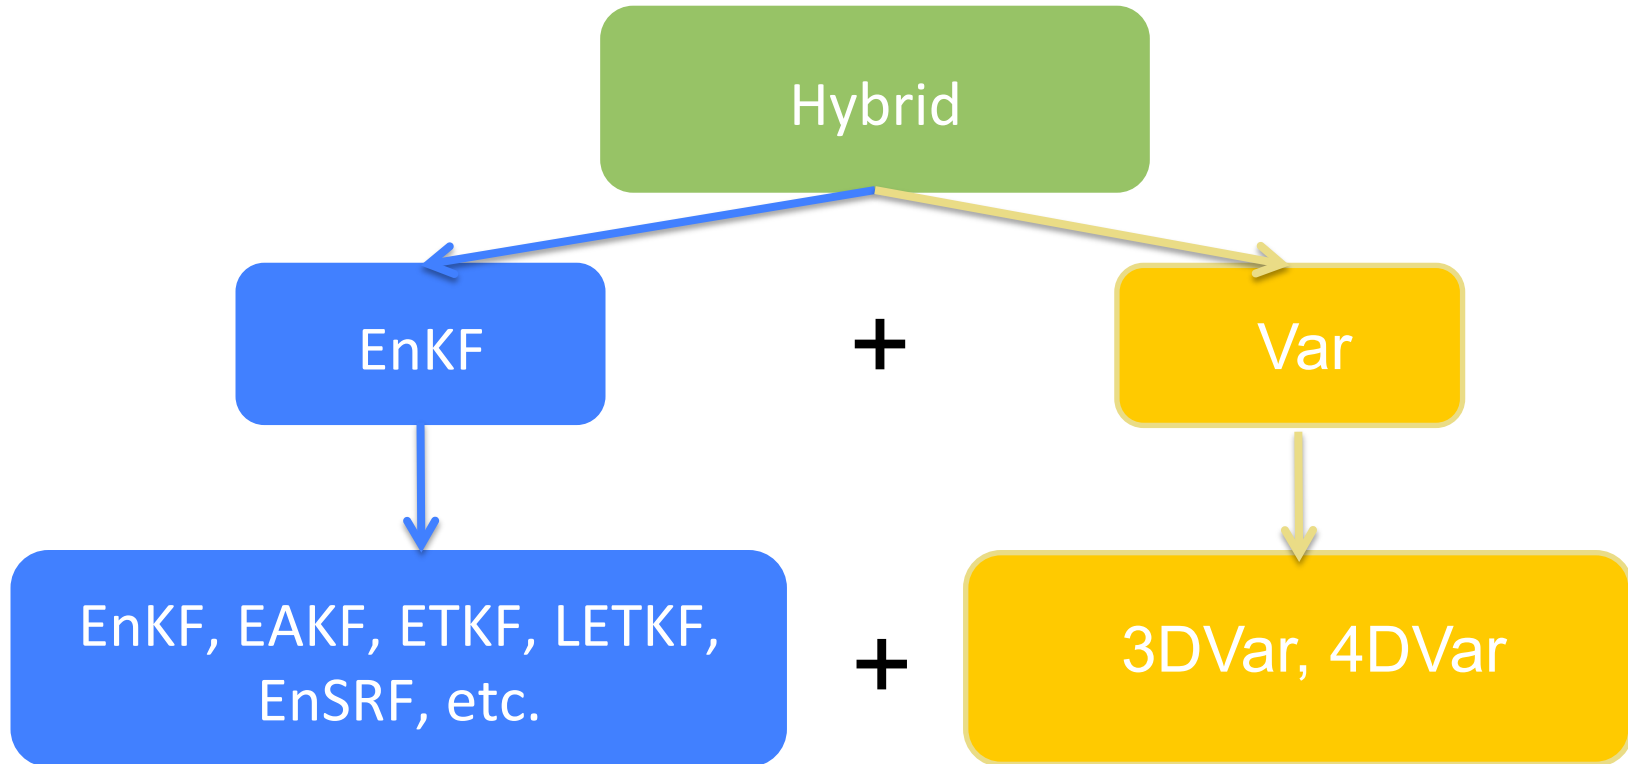 Hybrid
EnKF
+
Var
EnKF, EAKF, ETKF, LETKF,
EnSRF, etc.
+
3DVar, 4DVar